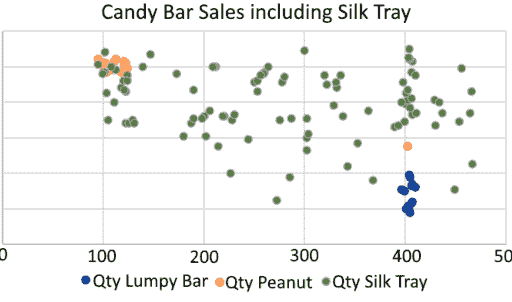 Candy Bar Sales including Silk Tray
0 100 200 300 400 50
Qty Lumpy Bar Qty Peanut Qty Silk Tray